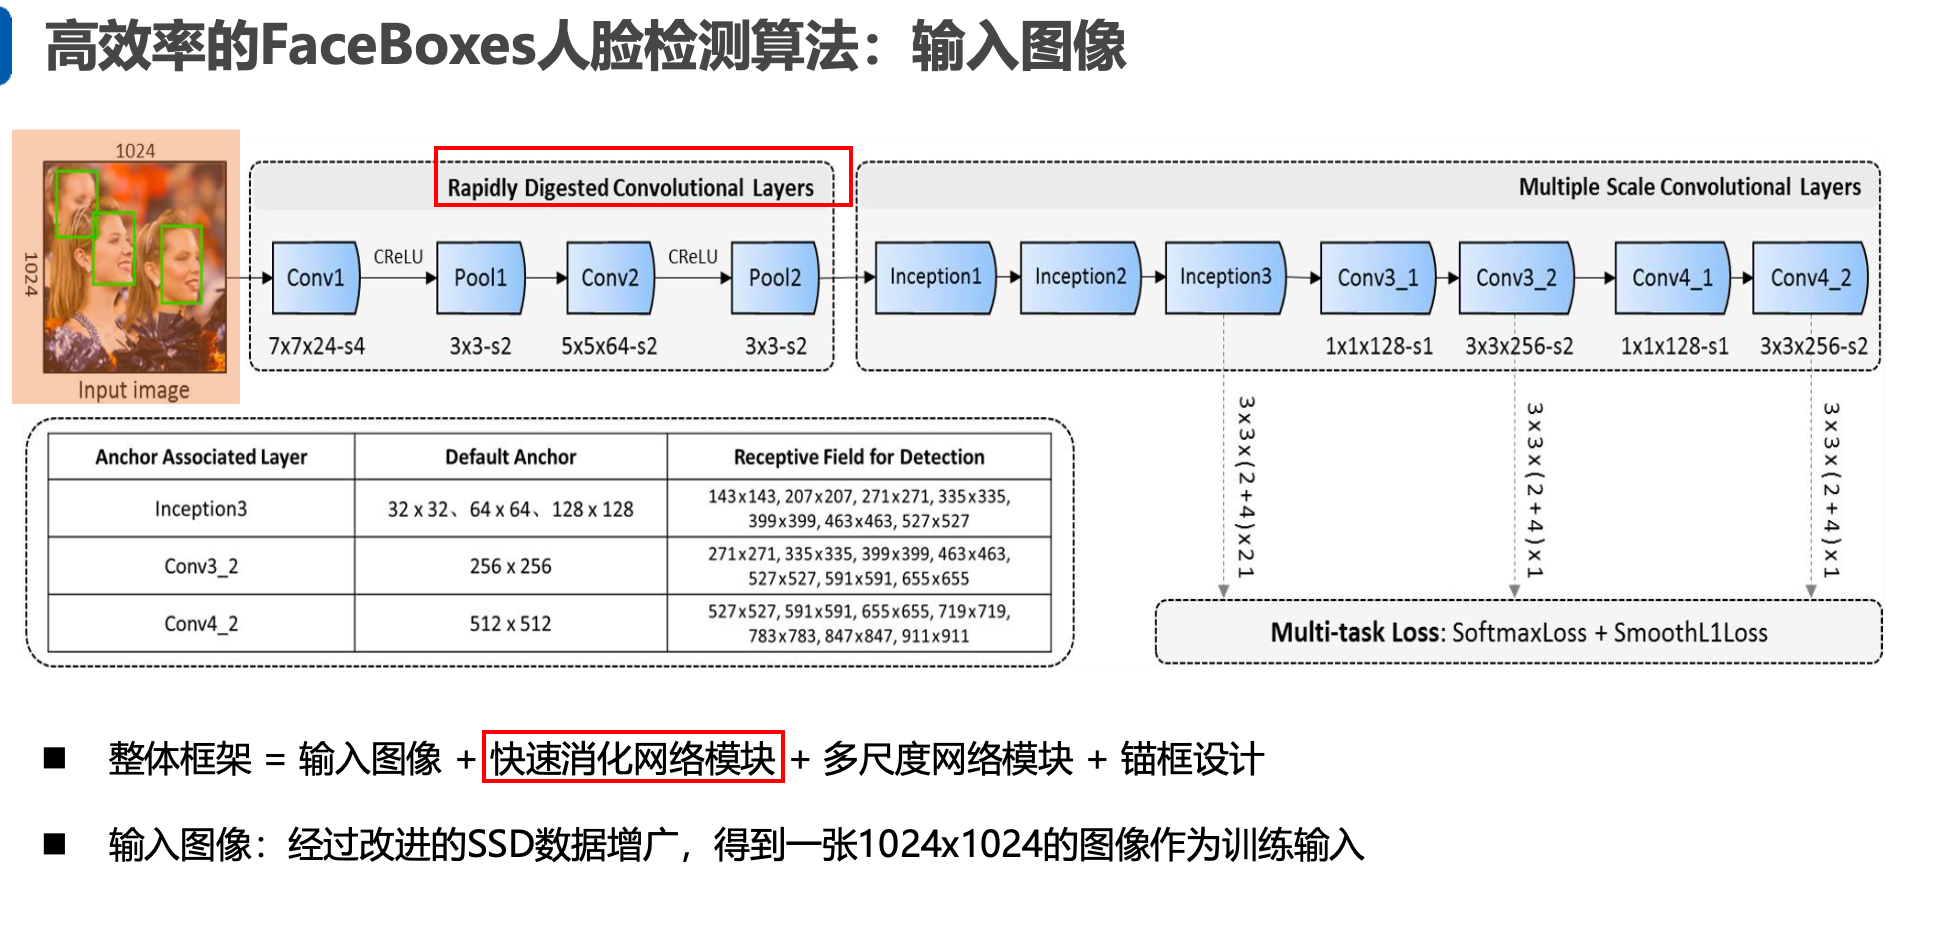 高效率的FaceBoxes人脸检测算法：输入图像
1024
1024
Input image
Rapidly Digested Convolutional Layers
Conv1
CReLU
Pool1
Conv2
CReLU
Pool2
7x7x24-s4
3x3-s2
5x5x64-s2
3x3-s2
Multiple Scale Convolutional Layers
Inception1
Inception2
Inception3
Conv3_1
Conv3_2
Conv4_1
Conv4_2
1x1x128-s1
3x3x256-s2
1x1x128-s1
3x3x256-s2
3x3x(2+4)x21
3x3x(2+4)x1
3x3x(2+4)x1
Anchor Associated Layer
Default Anchor
Receptive Field for Detection
Inception3
32 x 32、64 x 64、128 x 128
143x143, 207x207, 271x271, 335x335,
399x399, 463x463, 527x527
Conv3_2
256 x 256
271x271, 335x335, 399x399, 463x463,
527x527, 591x591, 655x655
Conv4_2
512 x 512
527x527, 591x591, 655x655, 719x719,
783x783, 847x847, 911x911
Multi-task Loss: SoftmaxLoss + SmoothL1Loss
■ 整体框架 = 输入图像 + 快速消化网络模块 + 多尺度网络模块 + 锚框设计
■ 输入图像：经过改进的SSD数据增广，得到一张1024x1024的图像作为训练输入